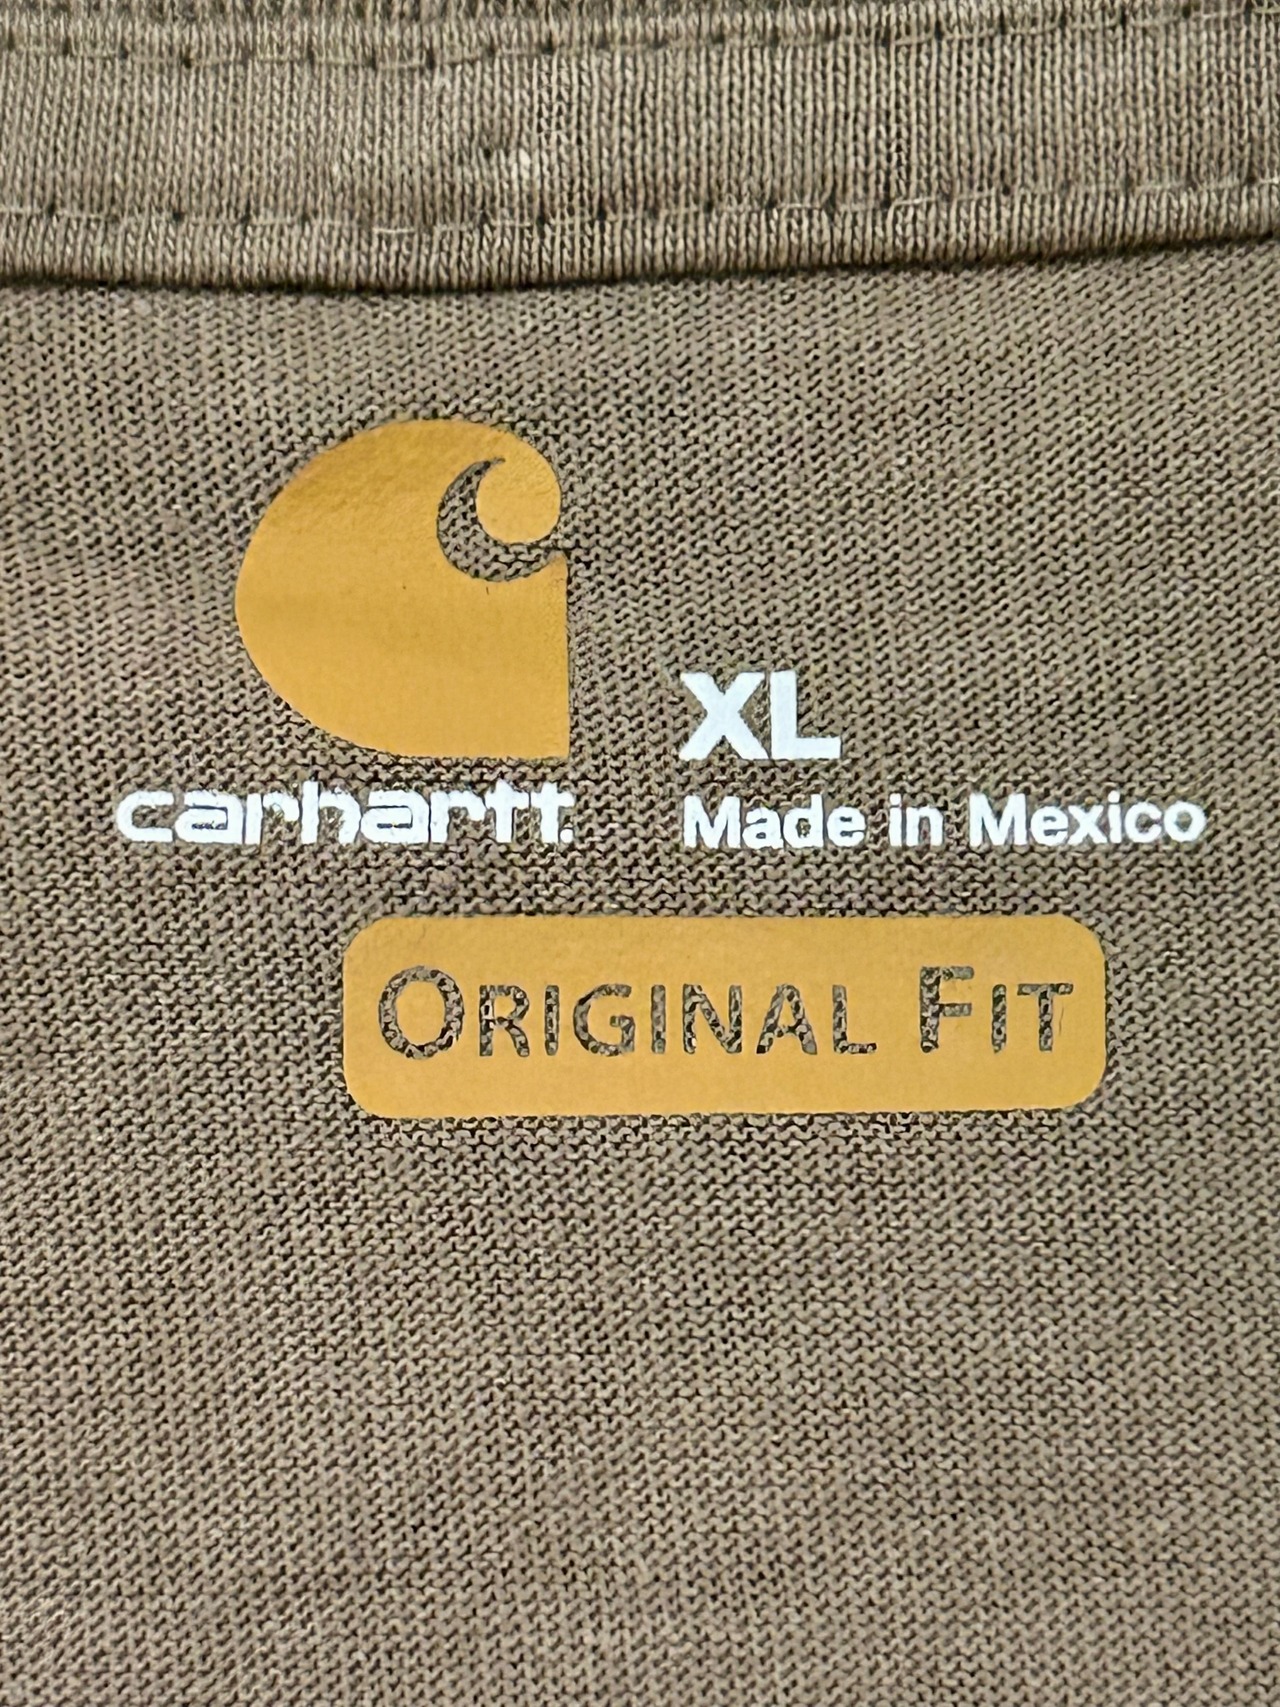 XL
carhartt
Made in Mexico
ORIGINAL FIT